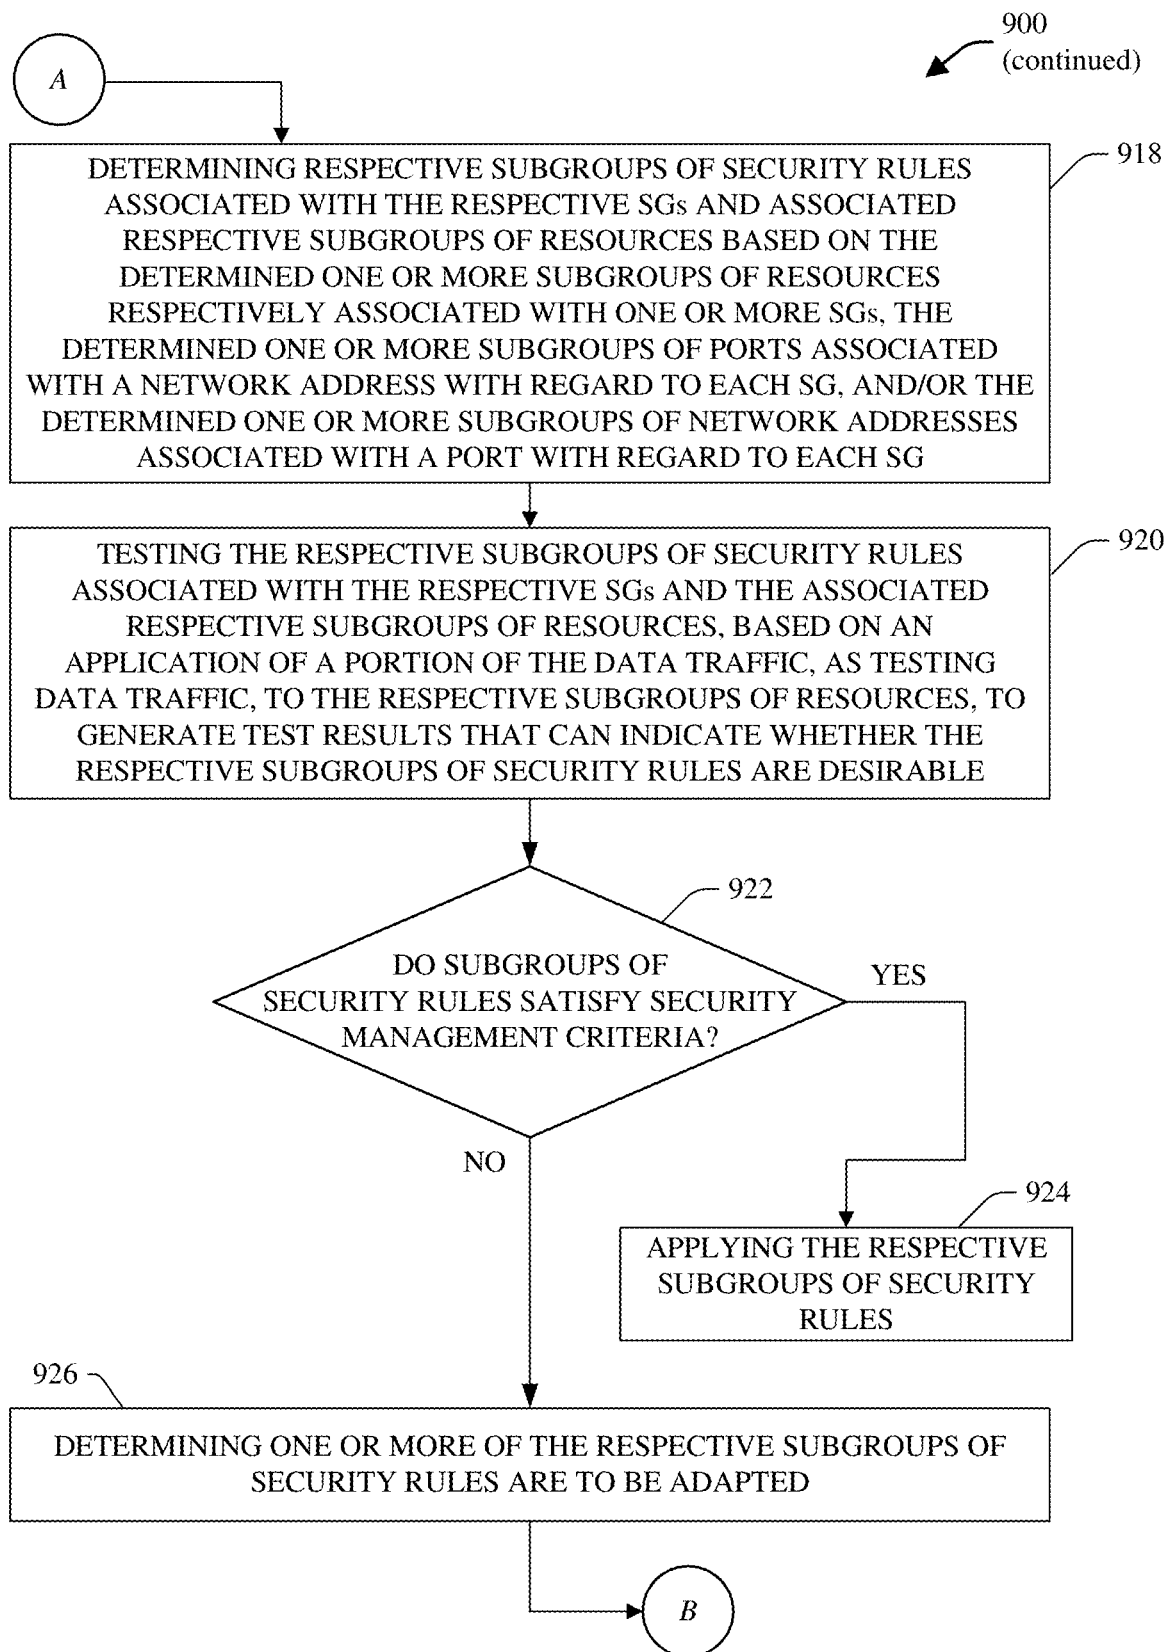 900
(continued)
A
918
DETERMINING RESPECTIVE SUBGROUPS OF SECURITY RULES
ASSOCIATED WITH THE RESPECTIVE SGs AND ASSOCIATED
RESPECTIVE SUBGROUPS OF RESOURCES BASED ON THE
DETERMINED ONE OR MORE SUBGROUPS OF RESOURCES
RESPECTIVELY ASSOCIATED WITH ONE OR MORE SGs, THE
DETERMINED ONE OR MORE SUBGROUPS OF PORTS ASSOCIATED
WITH A NETWORK ADDRESS WITH REGARD TO EACH SG, AND/OR THE
DETERMINED ONE OR MORE SUBGROUPS OF NETWORK ADDRESSES
ASSOCIATED WITH A PORT WITH REGARD TO EACH SG
920
TESTING THE RESPECTIVE SUBGROUPS OF SECURITY RULES
ASSOCIATED WITH THE RESPECTIVE SGs AND THE ASSOCIATED
RESPECTIVE SUBGROUPS OF RESOURCES, BASED ON AN
APPLICATION OF A PORTION OF THE DATA TRAFFIC, AS TESTING
DATA TRAFFIC, TO THE RESPECTIVE SUBGROUPS OF RESOURCES, TO
GENERATE TEST RESULTS THAT CAN INDICATE WHETHER THE
RESPECTIVE SUBGROUPS OF SECURITY RULES ARE DESIRABLE
922
DO SUBGROUPS OF
SECURITY RULES SATISFY SECURITY
MANAGEMENT CRITERIA?
YES
NO
924
APPLYING THE RESPECTIVE
SUBGROUPS OF SECURITY
RULES
926
DETERMINING ONE OR MORE OF THE RESPECTIVE SUBGROUPS OF
SECURITY RULES ARE TO BE ADAPTED
B